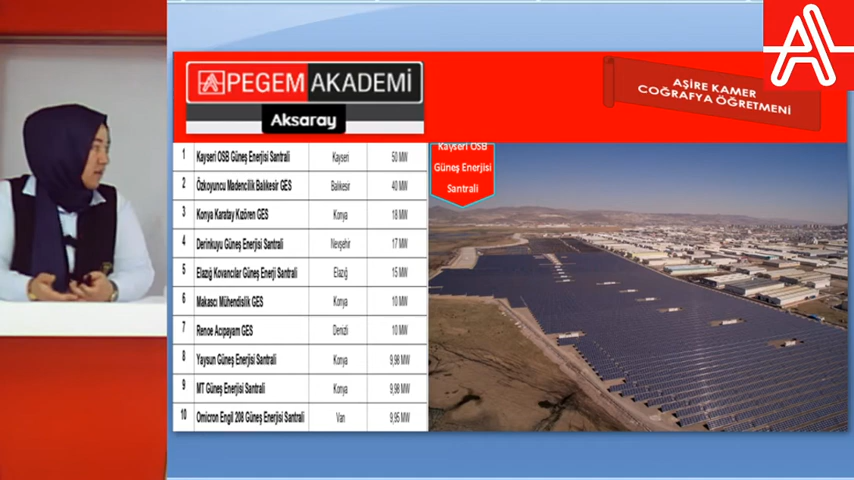 PEGEM AKADEMİ
Aksaray
AŞİRE KAMER
COĞRAFYA ÖĞRETMENİ
1 Kayseri OSB Güneş Enerjisi Santrali Kayseri 50 MW
2 Özkoyuncu Madencilik Balıkesir GES Balıkesir 40 MW
3 Konya Karatay Kızören GES Konya 18 MW
4 Derinkuyu Güneş Enerjisi Santrali Nevşehir 17 MW
5 Elazığ Kovancılar Güneş Enerji Santrali Elazığ 15 MW
6 Makascı Mühendislik GES Konya 10 MW
7 Renoe Acıpayam GES Denizli 10 MW
8 Yaysun Güneş Enerjisi Santrali Konya 9,98 MW
9 MT Güneş Enerjisi Santrali Konya 9,98 MW
10 Omicron Engil 208 Güneş Enerjisi Santrali Van 9,95 MW
Kayseri OSB
Güneş Enerjisi
Santrali